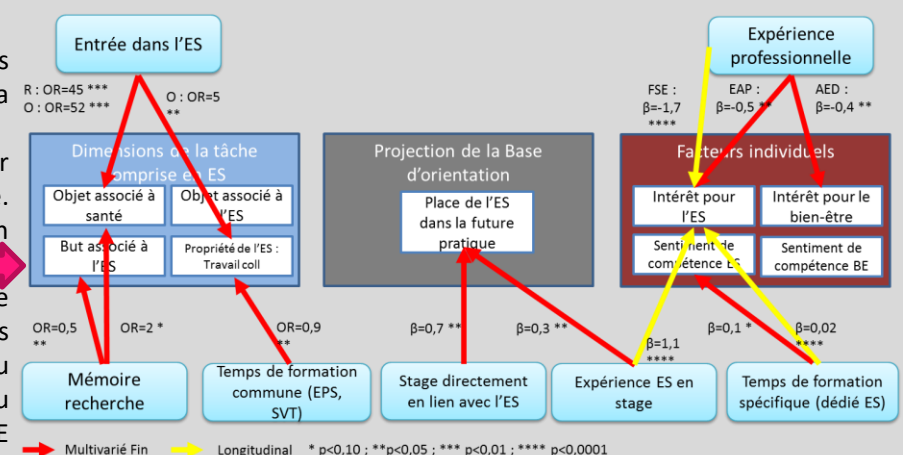 Entrée dans l'ES
Expérience
professionnelle
s
a
r
.
n
e
s
u
u
E
R : OR=45 ***
O : OR=52 ***
O : OR=5
**
FSE :
β=-1,7
****
EAP :
β=-0,5 **
AED :
β=-0,4 **
Dimensions de la tâche
comprise en ES
Objet associé à
santé
Objet associé à
l'ES
But associé à
l'ES
Propriété de l'ES :
Travail coll
Projection de la Base
d'orientation
Place de l'ES
dans la future
pratique
Facteurs individuels
Intérêt pour
l'ES
Intérêt pour le
bien-être
Sentiment de
compétence ES
Sentiment de
compétence BE
OR=0,5
**
OR=2 *
OR=0,9
**
β=0,7 **
β=0,3 **
β=1,1
****
β=0,1 *
β=0,02
****
Mémoire
recherche
Temps de formation
commune (EPS,
SVT)
Stage directement
en lien avec l'ES
Expérience ES en
stage
Temps de formation
spécifique (dédié ES)
Multivarié Fin
Longitudinal
* p<0,10 ; **p<0,05 ; *** p<0,01 ; **** p<0,0001